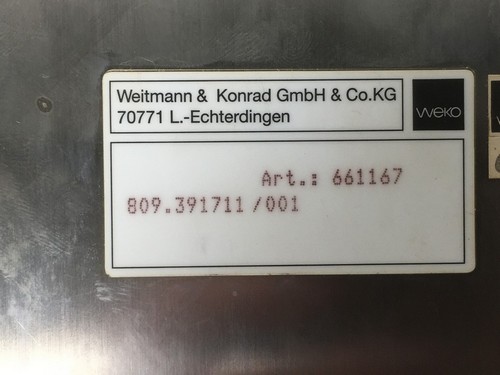 Weitmann & Konrad GmbH & Co.KG
70771 L.-Echterdingen
weko
Art.: 661167
809.391711/001